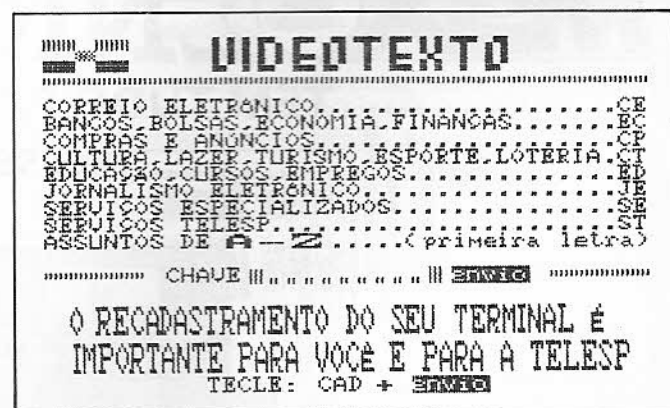 VIDEOTEXTO
CORREIO ELETRÔNICO......................CE
BANCOS,BOLSAS,ECONOMIA,FINANCAS.......EC
COMPRAS E ANÚNCIOS......................CP
CULTURA,LAZER,TURISMO,ESPORTE,LOTERIA.CT
EDUCAÇÃO,CURSOS,EMPREGOS...............ED
JORNALISMO ELETRÔNICO...................JE
SERVIÇOS ESPECIALIZADOS.................SE
SERVIÇOS TELESP..........................ST
ASSUNTOS DE A--Z.....(primeira letra)
CHAVE .......... envio
O RECADASTRAMENTO DO SEU TERMINAL É
IMPORTANTE PARA VOCÊ E PARA A TELESP
TECLE: CAD + envio